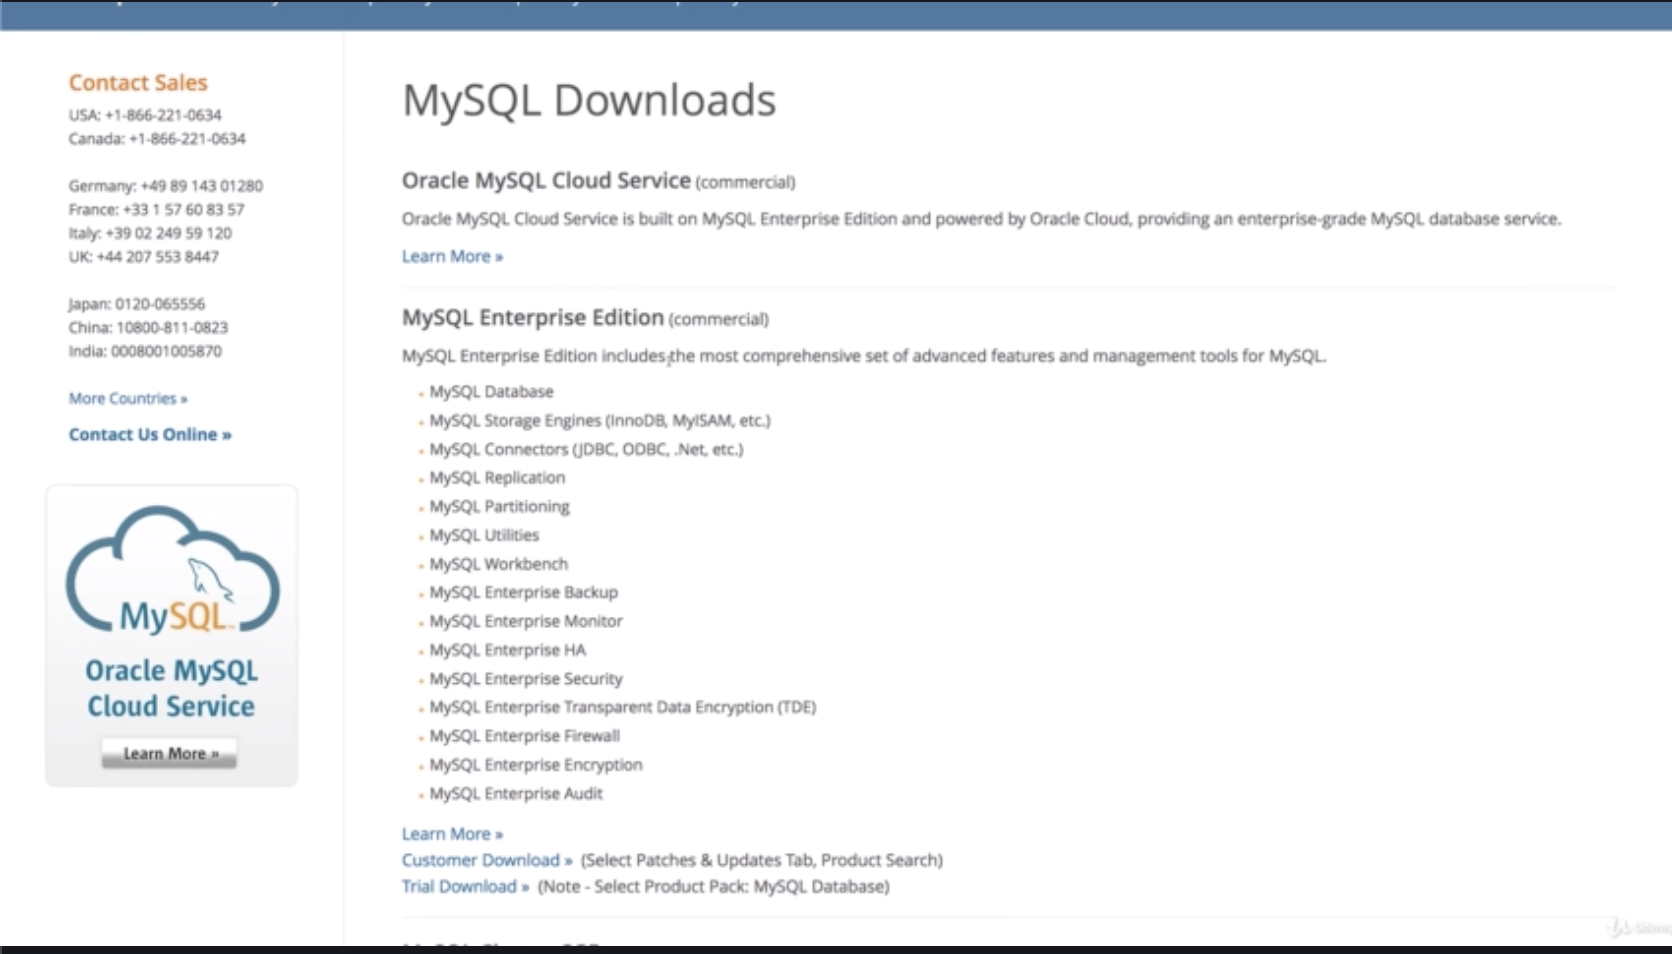 Contact Sales
USA: +1-866-221-0634
Canada: +1-866-221-0634
Germany: +49 89 143 01280
France: +33 1 57 60 83 57
Italy: +39 02 249 59 120
UK: +44 207 553 8447
Japan: 0120-065556
China: 10800-811-0823
India: 0008001005870
More Countries »
Contact Us Online »
MySQL™
Oracle MySQL
Cloud Service
Learn More »
MySQL Downloads
Oracle MySQL Cloud Service (commercial)
Oracle MySQL Cloud Service is built on MySQL Enterprise Edition and powered by Oracle Cloud, providing an enterprise-grade MySQL database service.
Learn More »
MySQL Enterprise Edition (commercial)
MySQL Enterprise Edition includes the most comprehensive set of advanced features and management tools for MySQL.
MySQL Database
MySQL Storage Engines (InnoDB, MyISAM, etc.)
MySQL Connectors (JDBC, ODBC, .Net, etc.)
MySQL Replication
MySQL Partitioning
MySQL Utilities
MySQL Workbench
MySQL Enterprise Backup
MySQL Enterprise Monitor
MySQL Enterprise HA
MySQL Enterprise Security
MySQL Enterprise Transparent Data Encryption (TDE)
MySQL Enterprise Firewall
MySQL Enterprise Encryption
MySQL Enterprise Audit
Learn More »
Customer Download » (Select Patches & Updates Tab, Product Search)
Trial Download » (Note - Select Product Pack: MySQL Database)